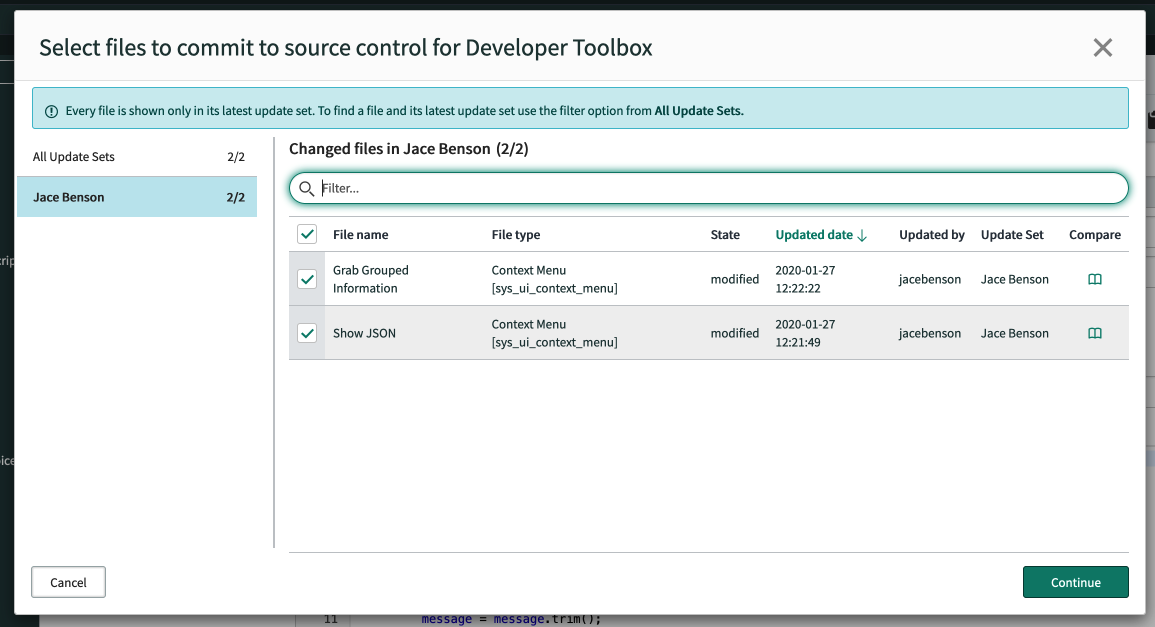 Select files to commit to source control for Developer Toolbox
Every file is shown only in its latest update set. To find a file and its latest update set use the filter option from All Update Sets.
All Update Sets 2/2
Jace Benson 2/2
Changed files in Jace Benson (2/2)
Filter...
File name File type State Updated date ↓ Updated by Update Set Compare
Grab Grouped Information Context Menu [sys_ui_context_menu] modified 2020-01-27 12:22:22 jacebenson Jace Benson
Show JSON Context Menu [sys_ui_context_menu] modified 2020-01-27 12:21:49 jacebenson Jace Benson
Cancel Continue
11 message = message.trim();